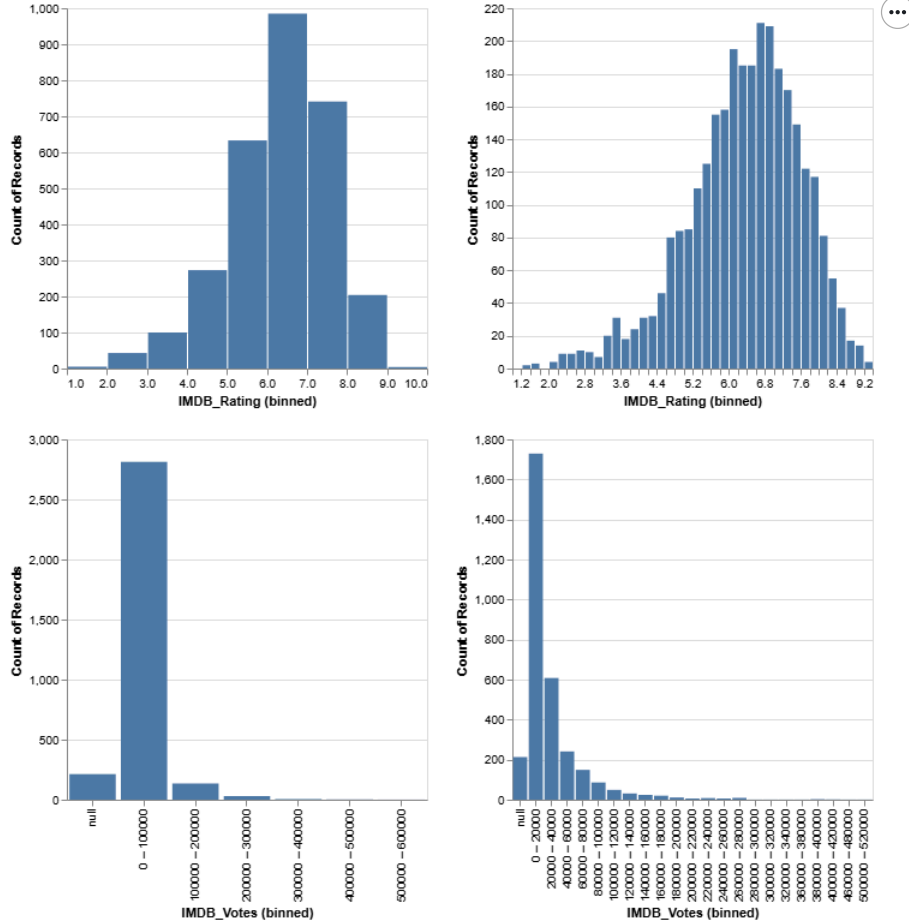 1,000
900
800
700
600
500
400
300
200
100
0
Count of Records
1.0 2.0 3.0 4.0 5.0 6.0 7.0 8.0 9.0 10.0
IMDB_Rating (binned)
220
200
180
160
140
120
100
80
60
40
20
0
Count of Records
1.2 2.0 2.8 3.6 4.4 5.2 6.0 6.8 7.6 8.4 9.2
IMDB_Rating (binned)
3,000
2,500
2,000
1,500
1,000
500
0
Count of Records
null
0 – 100000
100000 – 200000
200000 – 300000
300000 – 400000
400000 – 500000
500000 – 600000
IMDB_Votes (binned)
1,800
1,600
1,400
1,200
1,000
800
600
400
200
0
Count of Records
null
0 – 20000
20000 – 40000
40000 – 60000
60000 – 80000
80000 – 100000
100000 – 120000
120000 – 140000
140000 – 160000
160000 – 180000
180000 – 200000
200000 – 220000
220000 – 240000
240000 – 260000
260000 – 280000
280000 – 300000
300000 – 320000
320000 – 340000
340000 – 360000
360000 – 380000
380000 – 400000
460000 – 480000
500000 – 520000
IMDB_Votes (binned)